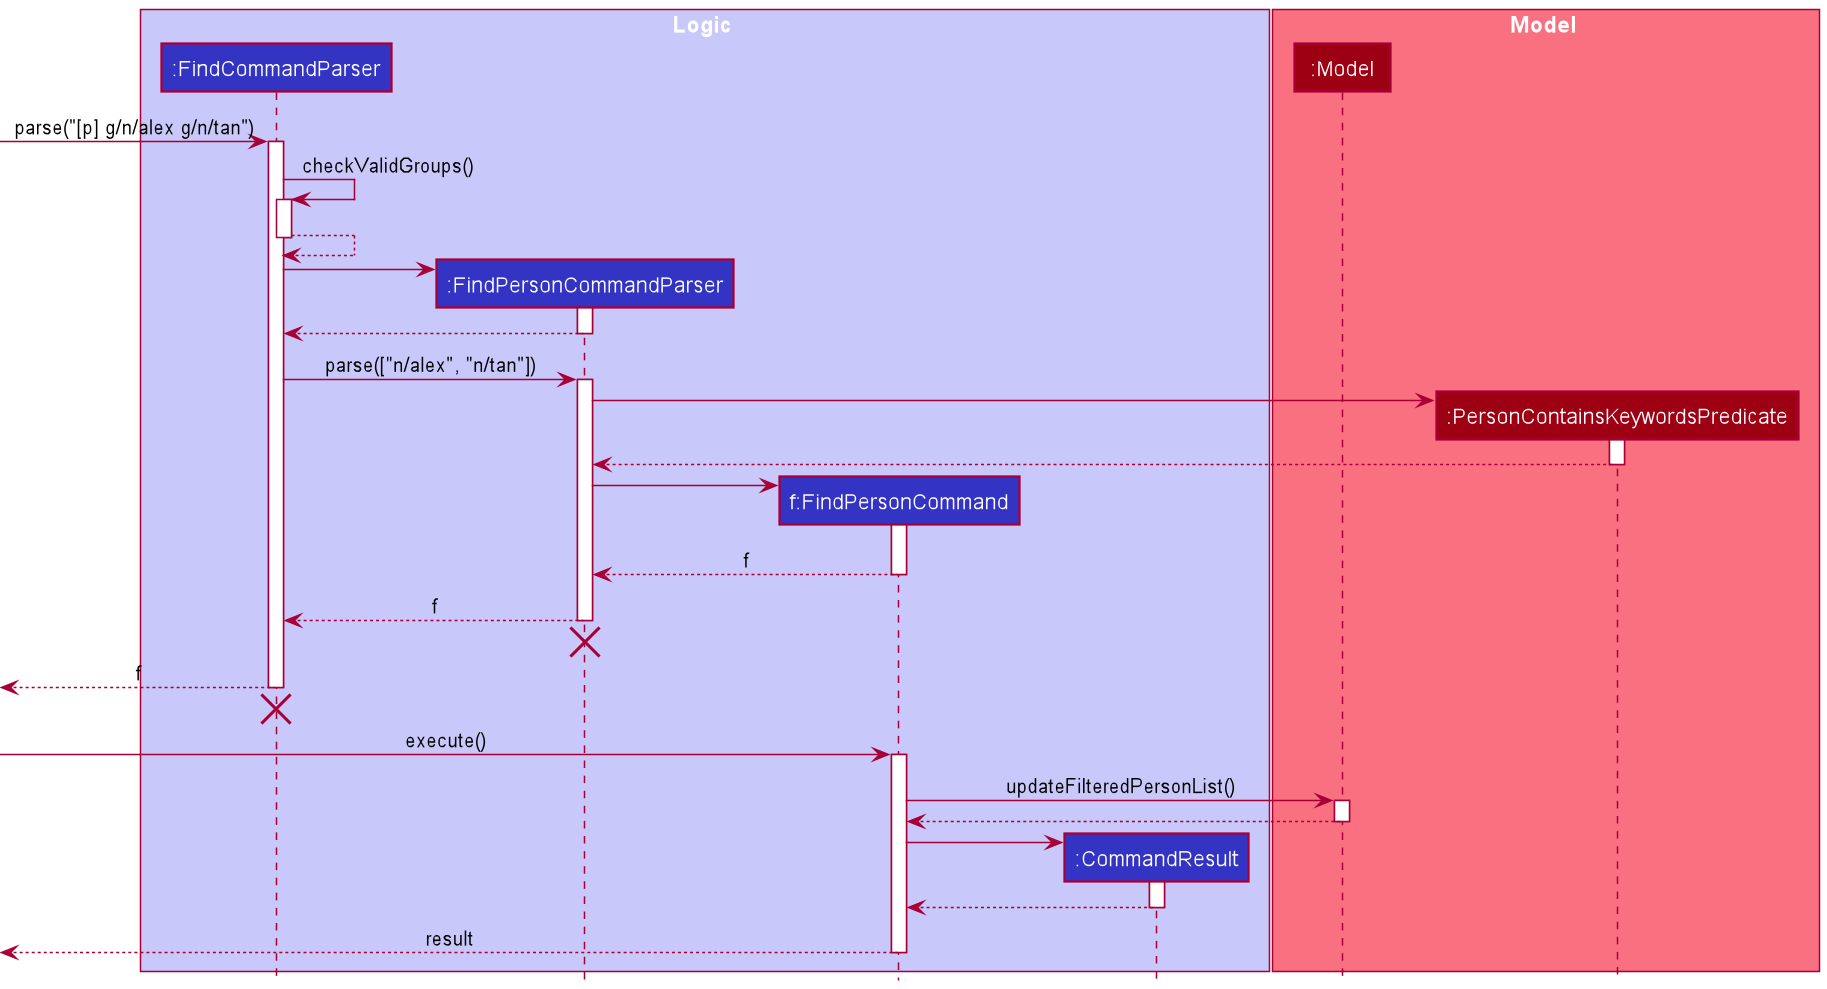 Logic
Model
:FindCommandParser
:Model
parse("[p] g/n/alex g/n/tan")
checkValidGroups()
:FindPersonCommandParser
parse(["n/alex", "n/tan"])
:PersonContainsKeywordsPredicate
f:FindPersonCommand
f
f
f
execute()
updateFilteredPersonList()
:CommandResult
result